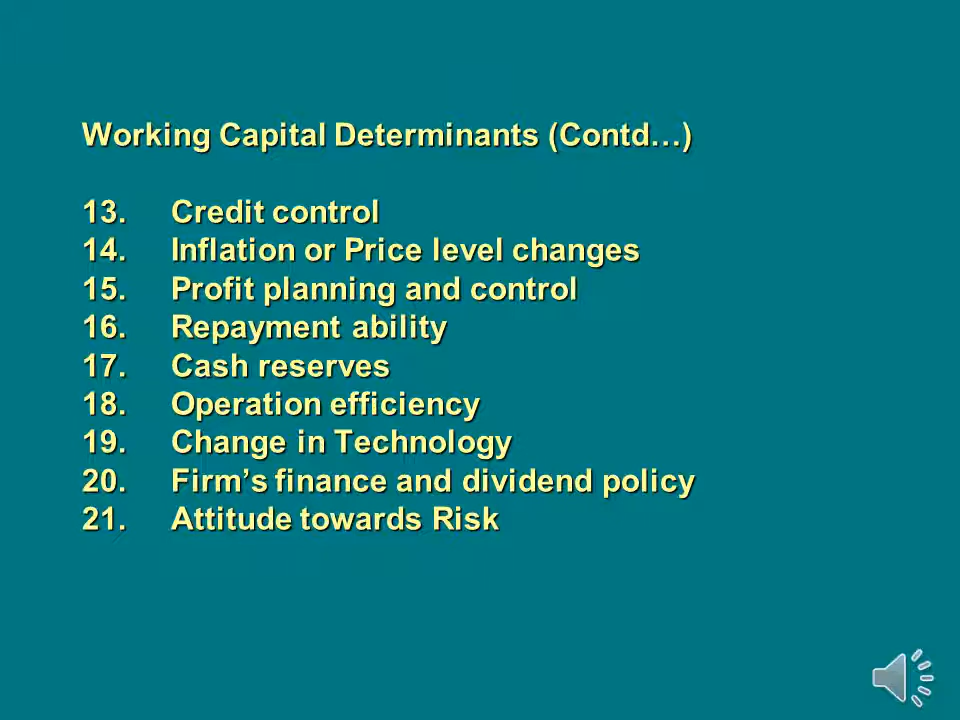 Working Capital Determinants (Contd…)
13. Credit control
14. Inflation or Price level changes
15. Profit planning and control
16. Repayment ability
17. Cash reserves
18. Operation efficiency
19. Change in Technology
20. Firm’s finance and dividend policy
21. Attitude towards Risk